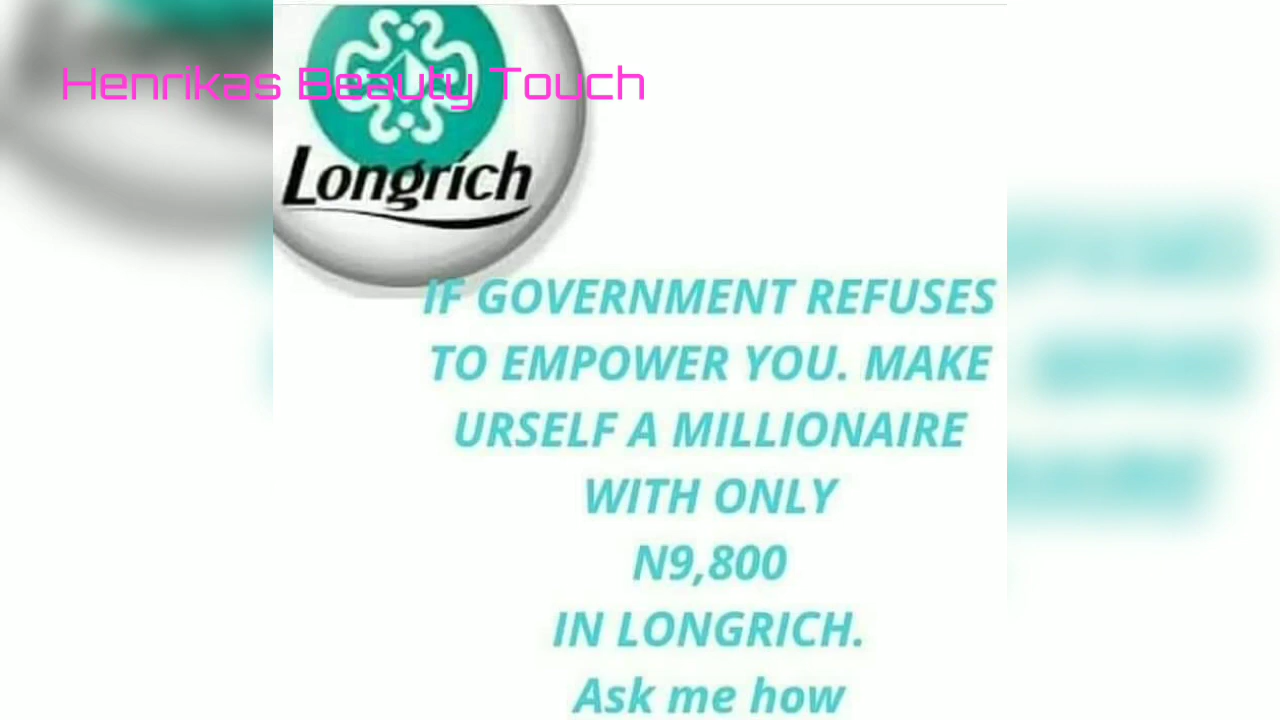 Henrikas Beauty Touch
Longrich
IF GOVERNMENT REFUSES
TO EMPOWER YOU. MAKE
URSELF A MILLIONAIRE
WITH ONLY
N9,800
IN LONGRICH.
Ask me how